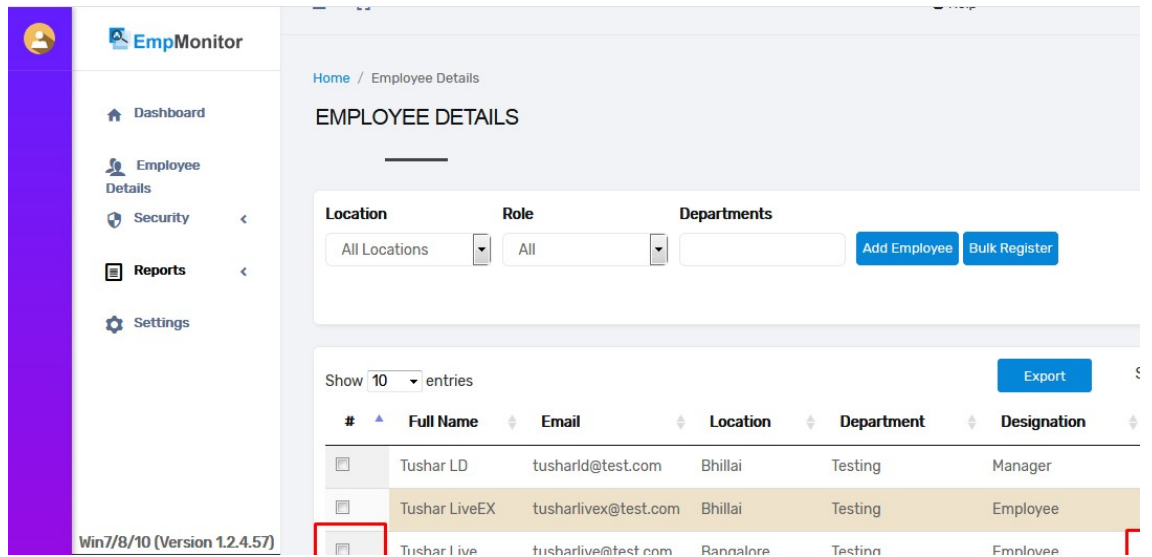 EmpMonitor
Dashboard
Employee
Details
Security
Reports
Settings
Win7/8/10 (Version 1.2.4.57)
Home / Employee Details
EMPLOYEE DETAILS
Location Role Departments
All Locations All Add Employee Bulk Register
Show 10 entries Export
# Full Name Email Location Department Designation
Tushar LD tusharld@test.com Bhillai Testing Manager
Tushar LiveEX tusharlivex@test.com Bhillai Testing Employee
Tushar Live tusharlive@test.com Bangalore Testing Employee